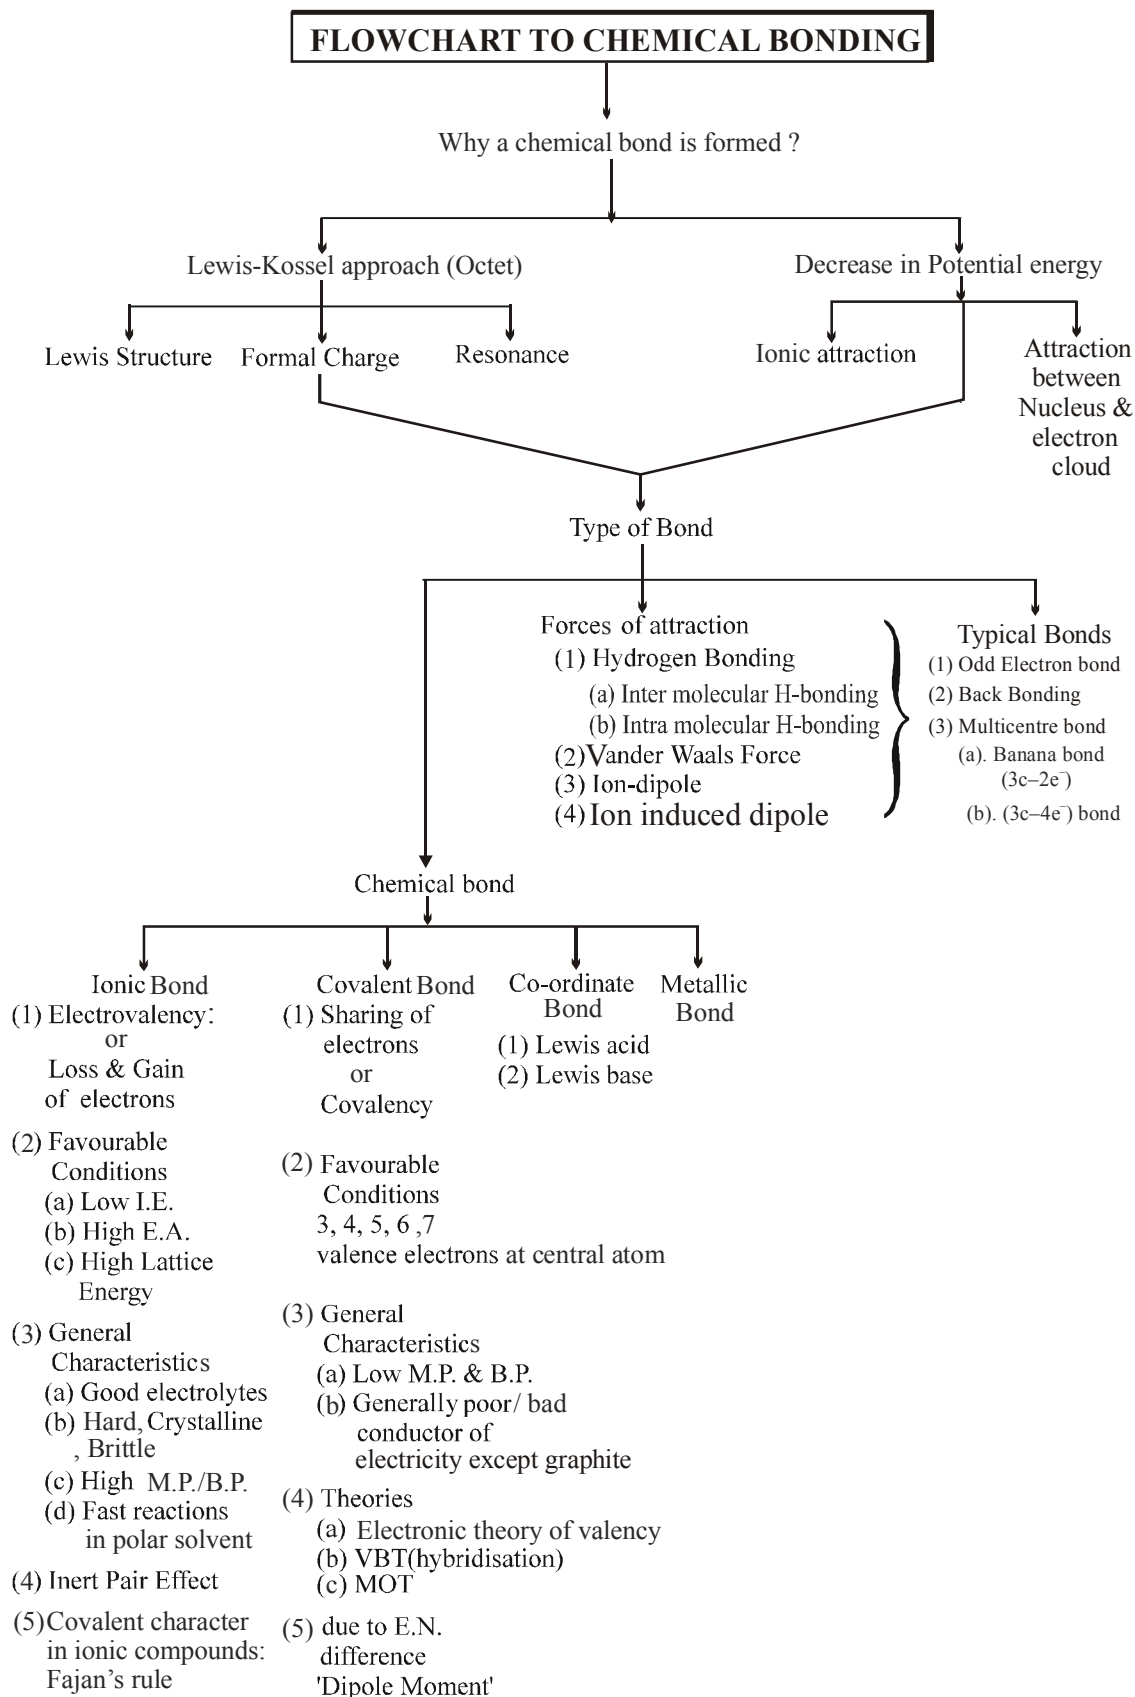 FLOWCHART TO CHEMICAL BONDING
Why a chemical bond is formed ?
Lewis-Kossel approach (Octet)
Decrease in Potential energy
Lewis Structure
Formal Charge
Resonance
Ionic attraction
Attraction
between
Nucleus &
electron
cloud
Type of Bond
Forces of attraction
(1) Hydrogen Bonding
(a) Inter molecular H-bonding
(b) Intra molecular H-bonding
(2)Vander Waals Force
(3) Ion-dipole
(4) Ion induced dipole
Typical Bonds
(1) Odd Electron bond
(2) Back Bonding
(3) Multicentre bond
(a). Banana bond
(3c–2e⁻)
(b). (3c–4e⁻) bond
Chemical bond
Ionic Bond
(1) Electrovalency:
or
Loss & Gain
of electrons
(2) Favourable
Conditions
(a) Low I.E.
(b) High E.A.
(c) High Lattice
Energy
(3) General
Characteristics
(a) Good electrolytes
(b) Hard, Crystalline
, Brittle
(c) High M.P./B.P.
(d) Fast reactions
in polar solvent
(4) Inert Pair Effect
(5)Covalent character
in ionic compounds:
Fajan's rule
Covalent Bond
(1) Sharing of
electrons
or
Covalency
(2) Favourable
Conditions
3, 4, 5, 6 ,7
valence electrons at central atom
(3) General
Characteristics
(a) Low M.P. & B.P.
(b) Generally poor/ bad
conductor of
electricity except graphite
(4) Theories
(a) Electronic theory of valency
(b) VBT(hybridisation)
(c) MOT
(5) due to E.N.
difference
'Dipole Moment'
Co-ordinate
Bond
(1) Lewis acid
(2) Lewis base
Metallic
Bond